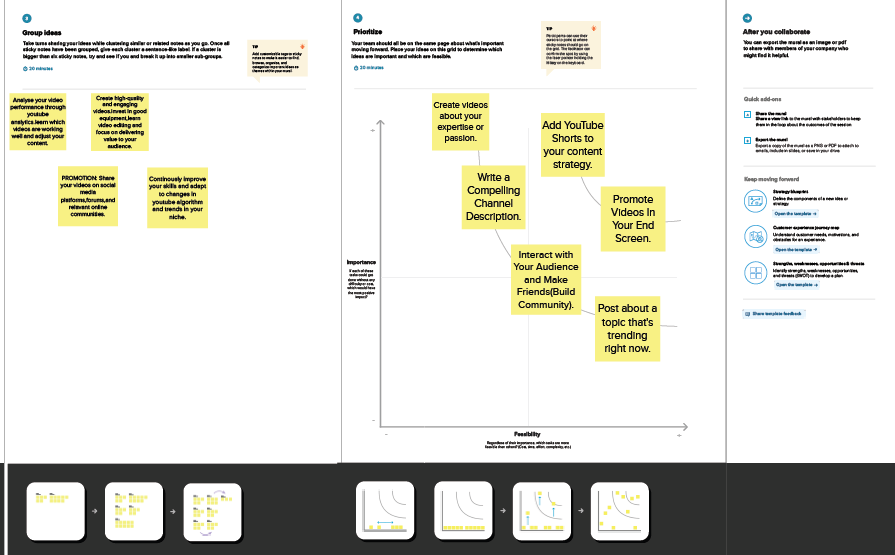 3
Group ideas
Take turns sharing your ideas while clustering similar or related notes as you go. Once all
sticky notes have been grouped, give each cluster a sentence-like label. If a cluster is
bigger than six sticky notes, try and see if you and break it up into smaller sub-groups.
20 minutes
TIP
Add customizable tags to sticky
notes to make it easier to find,
browse, organize, and
categorize important ideas as
themes within your mural.
Analyse your video
performance through
youtube
analytics.learn which
videos are working
well and adjust your
content.
Create high-quality
and engaging
videos.Invest in good
equipment,learn
video editing and
focus on delivering
value to your
audience.
PROMOTION: Share
your videos on social
media
platforms,forums,and
relevant online
communities.
Continously improve
your skills and adapt
to changes in
youtube algorithm
and trends in your
niche.
4
Prioritize
Your team should all be on the same page about what's important
moving forward. Place your ideas on this grid to determine which
ideas are important and which are feasible.
20 minutes
TIP
Participants can use their
cursors to point at where
sticky notes should go on
the grid. The facilitator can
confirm the spot by using
the laser pointer holding the
H key on the keyboard.
Create videos
about your
expertise or
passion.
Add YouTube
Shorts to
your content
strategy.
Write a
Compelling
Channel
Description.
Promote
Videos In
Your End
Screen.
Interact with
Your Audience
and Make
Friends(Build
Community).
Post about a
topic that's
trending
right now.
Importance
If each of these
tasks could get
done without any
difficulty or cost,
which would have
the most positive
impact?
Feasibility
Regardless of their importance, which tasks are more
feasible than others? (Cost, time, effort, complexity, etc.)
After you collaborate
You can export the mural as an image or pdf
to share with members of your company who
might find it helpful.
Quick add-ons
Share the mural
Share a view link to the mural with stakeholders to keep
them in the loop about the outcomes of the session.
Export the mural
Export a copy of the mural as a PNG or PDF to attach to
emails, include in slides, or save in your drive.
Keep moving forward
Strategy blueprint
Define the components of a new idea or
strategy.
Open the template →
Customer experience journey map
Understand customer needs, motivations, and
obstacles for an experience.
Open the template →
Strengths, weaknesses, opportunities & threats
Identify strengths, weaknesses, opportunities,
and threats (SWOT) to develop a plan.
Open the template →
Share template feedback